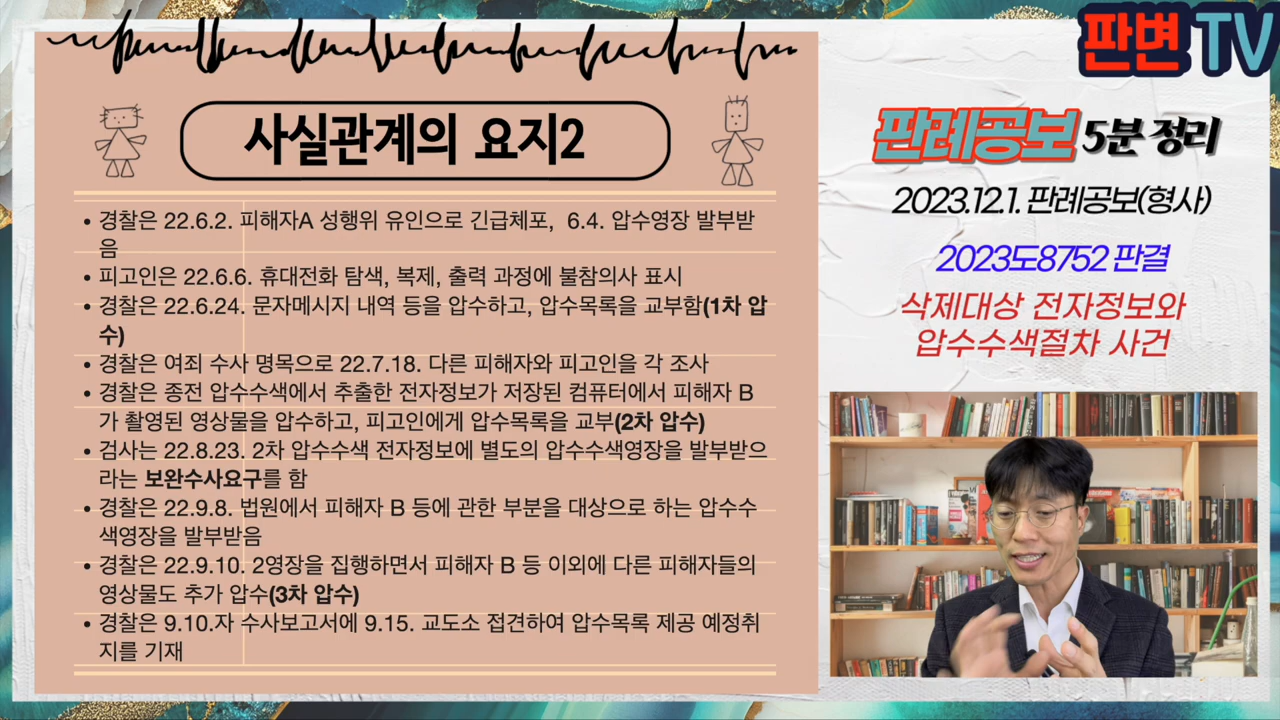 판변 TV
사실관계의 요지2
• 경찰은 22.6.2. 피해자A 성행위 유인으로 긴급체포, 6.4. 압수영장 발부받
음
• 피고인은 22.6.6. 휴대전화 탐색, 복제, 출력 과정에 불참의사 표시
• 경찰은 22.6.24. 문자메시지 내역 등을 압수하고, 압수목록을 교부함(1차 압
수)
• 경찰은 여죄 수사 명목으로 22.7.18. 다른 피해자와 피고인을 각 조사
• 경찰은 종전 압수수색에서 추출한 전자정보가 저장된 컴퓨터에서 피해자 B
가 촬영된 영상물을 압수하고, 피고인에게 압수목록을 교부(2차 압수)
• 검사는 22.8.23. 2차 압수수색 전자정보에 별도의 압수수색영장을 발부받으
라는 보완수사요구를 함
• 경찰은 22.9.8. 법원에서 피해자 B 등에 관한 부분을 대상으로 하는 압수수
색영장을 발부받음
• 경찰은 22.9.10. 2영장을 집행하면서 피해자 B 등 이외에 다른 피해자들의
영상물도 추가 압수(3차 압수)
• 경찰은 9.10.자 수사보고서에 9.15. 교도소 접견하여 압수목록 제공 예정취
지를 기재
판례공보 5분 정리
2023.12.1. 판례공보(형사)
2023도8752 판결
삭제대상 전자정보와
압수수색절차 사건